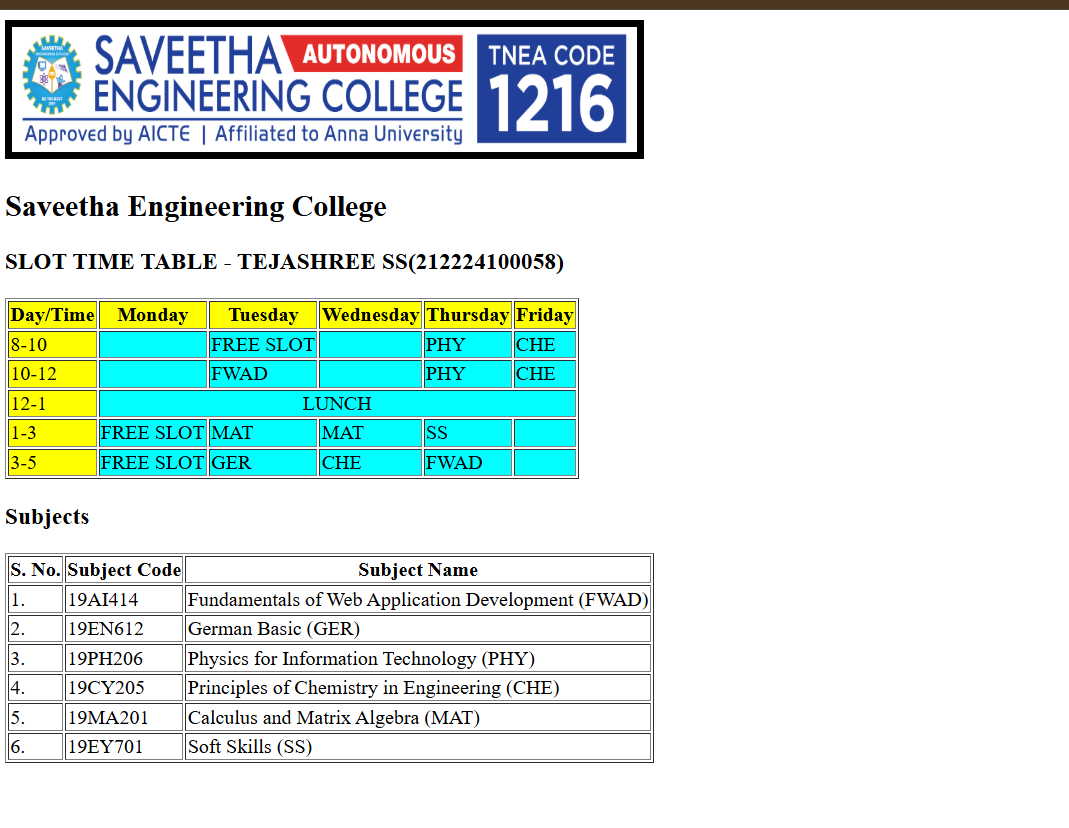 SAVEETHA AUTONOMOUS
ENGINEERING COLLEGE
Approved by AICTE | Affiliated to Anna University
TNEA CODE
1216
Saveetha Engineering College
SLOT TIME TABLE - TEJASHREE SS(212224100058)
Day/Time Monday Tuesday Wednesday Thursday Friday
8-10 FREE SLOT PHY CHE
10-12 FWAD PHY CHE
12-1 LUNCH
1-3 FREE SLOT MAT MAT SS
3-5 FREE SLOT GER CHE FWAD
Subjects
S. No. Subject Code Subject Name
1. 19AI414 Fundamentals of Web Application Development (FWAD)
2. 19EN612 German Basic (GER)
3. 19PH206 Physics for Information Technology (PHY)
4. 19CY205 Principles of Chemistry in Engineering (CHE)
5. 19MA201 Calculus and Matrix Algebra (MAT)
6. 19EY701 Soft Skills (SS)